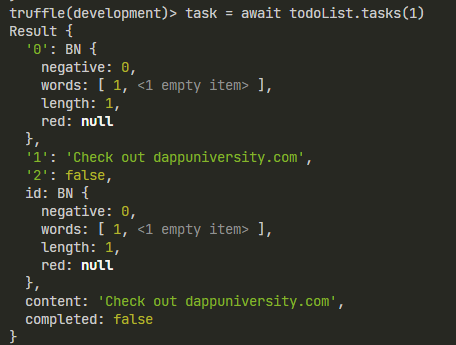 truffle(development)> task = await todoList.tasks(1)
Result {
  '0': BN {
    negative: 0,
    words: [ 1, <1 empty item> ],
    length: 1,
    red: null
  },
  '1': 'Check out dappuniversity.com',
  '2': false,
  id: BN {
    negative: 0,
    words: [ 1, <1 empty item> ],
    length: 1,
    red: null
  },
  content: 'Check out dappuniversity.com',
  completed: false
}